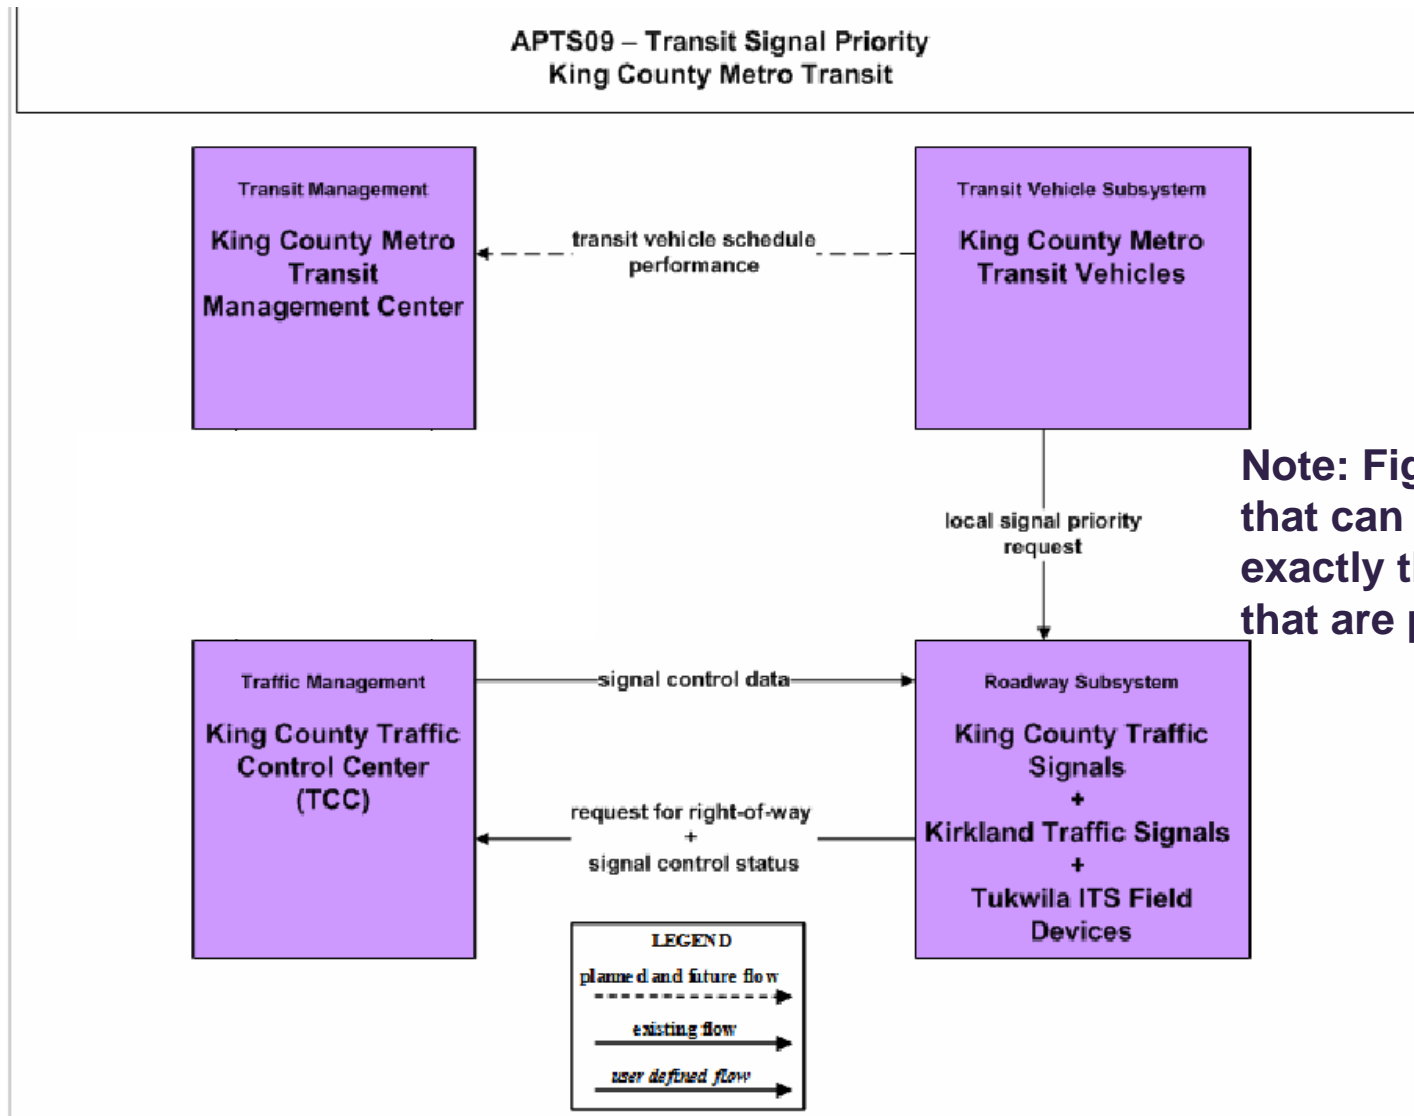 APTS09 – Transit Signal Priority
King County Metro Transit
Transit Management
King County Metro
Transit
Management Center
transit vehicle schedule
performance
Transit Vehicle Subsystem
King County Metro
Transit Vehicles
local signal priority
request
Note: Fig
that can
exactly t
that are
Traffic Management
King County Traffic
Control Center
(TCC)
signal control data
request for right-of-way
+
signal control status
Roadway Subsystem
King County Traffic
Signals
+
Kirkland Traffic Signals
+
Tukwila ITS Field
Devices
LEGEND
planned and future flow
existing flow
user defined flow